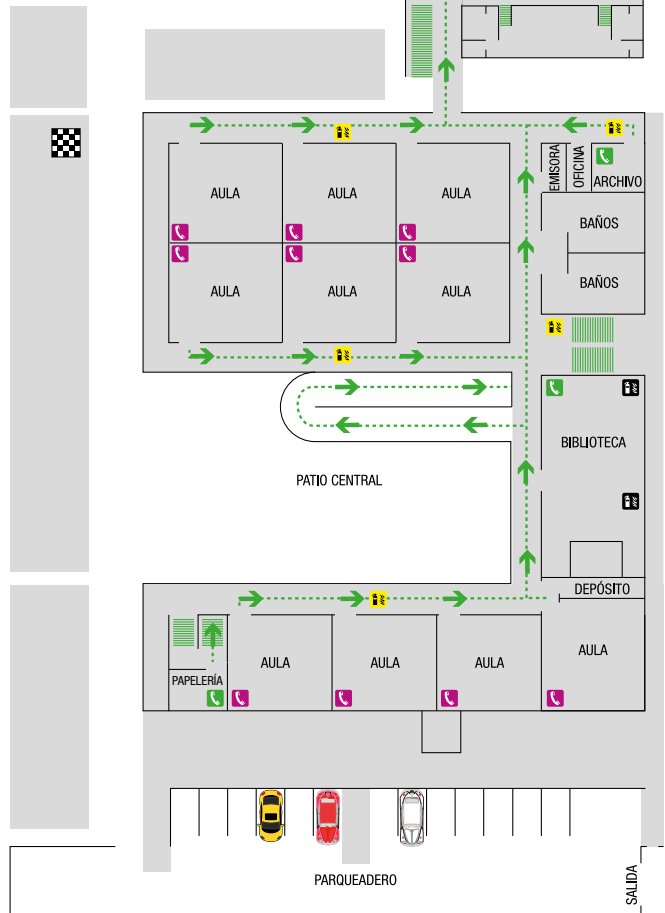 EMISORA
OFICINA
ARCHIVO
AULA
AULA
AULA
BAÑOS
AULA
AULA
AULA
BAÑOS
BIBLIOTECA
PATIO CENTRAL
DEPÓSITO
AULA
AULA
AULA
AULA
PAPELERÍA
PARQUEADERO
SALIDA